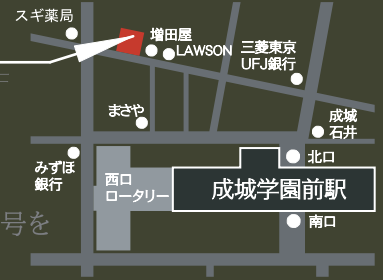 スギ薬局
増田屋
LAWSON
三菱東京
UFJ銀行
まさや
成城
石井
みずほ
銀行
西口
ロータリー
北口
成城学園前駅
南口
号を